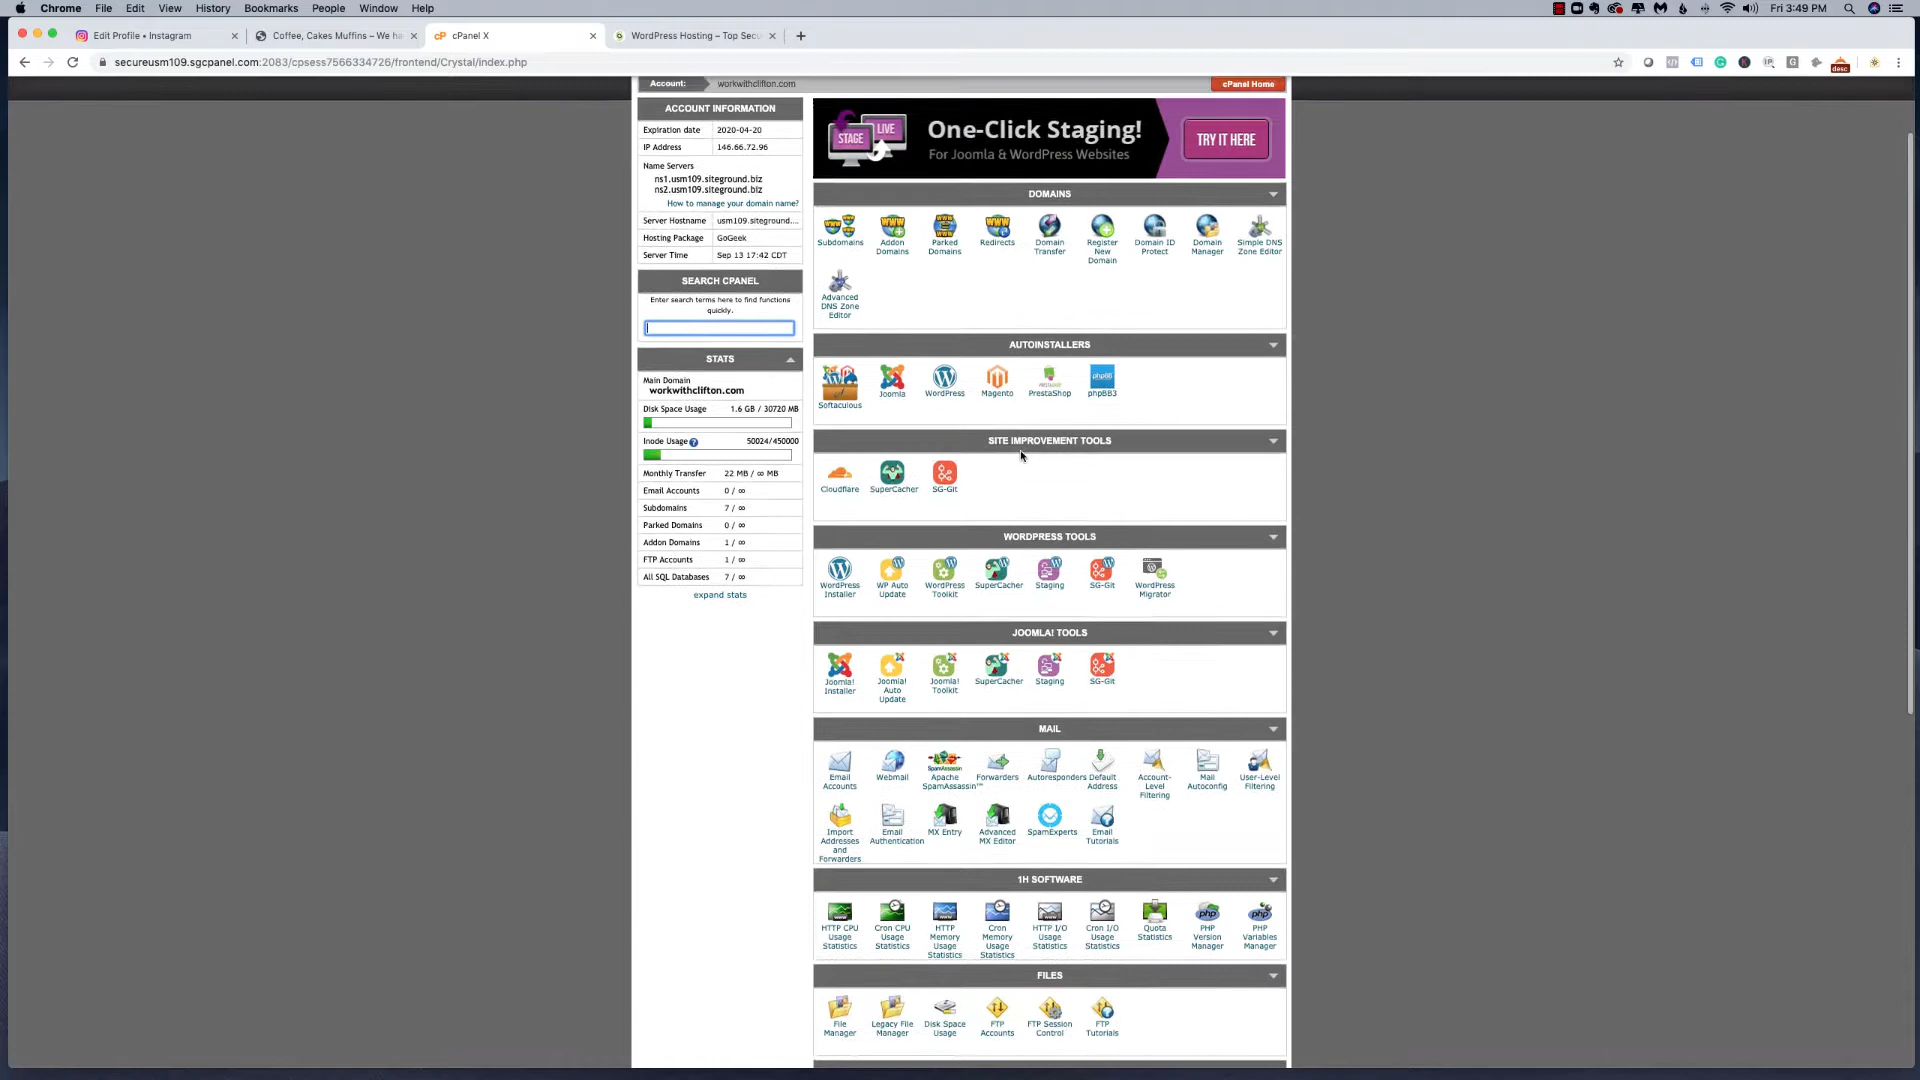 Chrome File Edit View History Bookmarks People Window Help
Fri 3:49 PM
Edit Profile • Instagram
Coffee, Cakes Muffins – We ha
cPanel X
WordPress Hosting – Top Secu
secureusm109.sgcpanel.com:2083/cpsess7566334726/frontend/Crystal/index.php
Account: workwithclifton.com
cPanel Home
ACCOUNT INFORMATION
Expiration date 2020-04-20
IP Address 146.66.72.96
Name Servers
ns1.usm109.siteground.biz
ns2.usm109.siteground.biz
How to manage your domain name?
Server Hostname usm109.siteground....
Hosting Package GoGeek
Server Time Sep 13 17:42 CDT
SEARCH CPANEL
Enter search terms here to find functions
quickly.
STATS
Main Domain
workwithclifton.com
Disk Space Usage 1.6 GB / 30720 MB
Inode Usage 50024/450000
Monthly Transfer 22 MB / ∞ MB
Email Accounts 0 / ∞
Subdomains 7 / ∞
Parked Domains 0 / ∞
Addon Domains 1 / ∞
FTP Accounts 1 / ∞
All SQL Databases 7 / ∞
expand stats
STAGE LIVE
One-Click Staging!
For Joomla & WordPress Websites
TRY IT HERE
DOMAINS
Subdomains
Addon Domains
Parked Domains
Redirects
Domain Transfer
Register New Domain
Domain ID Protect
Domain Manager
Simple DNS Zone Editor
Advanced DNS Zone Editor
AUTOINSTALLERS
Softaculous
Joomla
WordPress
Magento
PrestaShop
phpBB3
SITE IMPROVEMENT TOOLS
Cloudflare
SuperCacher
SG-Git
WORDPRESS TOOLS
WordPress Installer
WP Auto Update
WordPress Toolkit
SuperCacher
Staging
SG-Git
WordPress Migrator
JOOMLA! TOOLS
Joomla! Installer
Joomla! Auto Update
Joomla! Toolkit
SuperCacher
Staging
SG-Git
MAIL
Email Accounts
Webmail
Apache SpamAssassin™
Forwarders
Autoresponders
Default Address
Account-Level Filtering
Mail Autoconfig
User-Level Filtering
Import Addresses and Forwarders
Email Authentication
MX Entry
Advanced MX Editor
SpamExperts
Email Tutorials
1H SOFTWARE
HTTP CPU Usage Statistics
Cron CPU Usage Statistics
HTTP Memory Usage Statistics
Cron Memory Usage Statistics
HTTP I/O Usage Statistics
Cron I/O Usage Statistics
Quota Statistics
PHP Version Manager
PHP Variables Manager
FILES
File Manager
Legacy File Manager
Disk Space Usage
FTP Accounts
FTP Session Control
FTP Tutorials